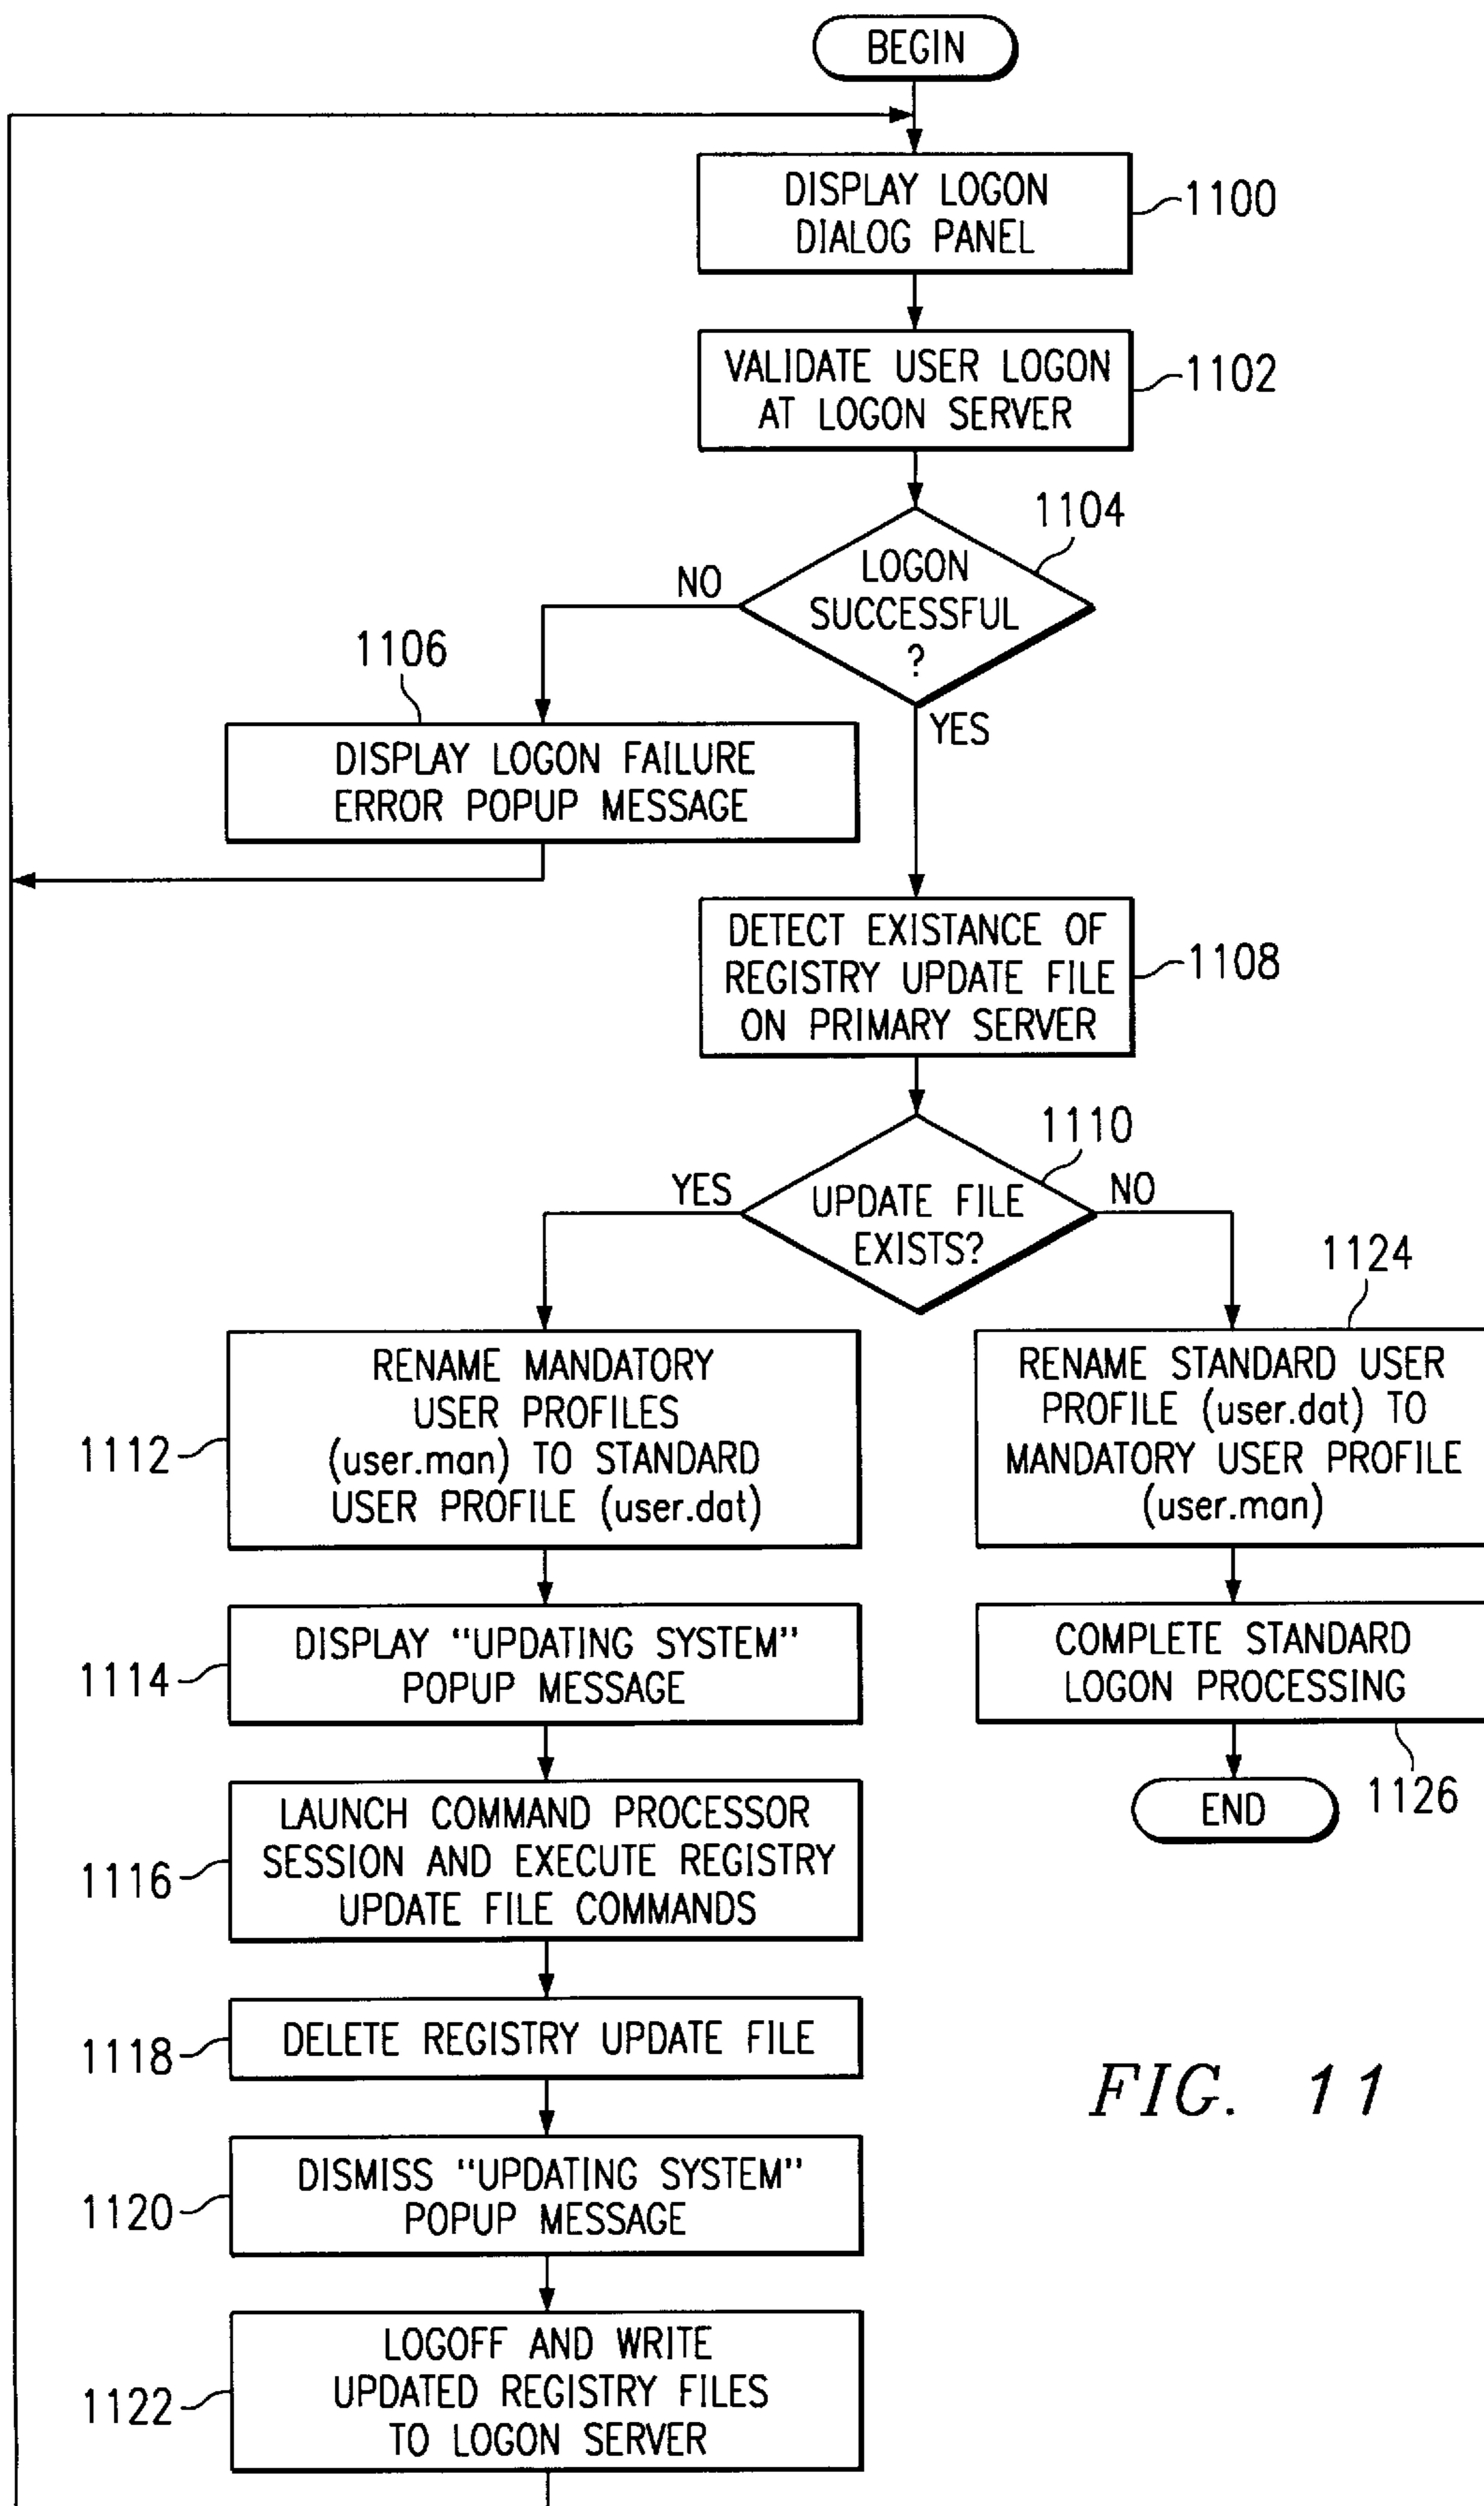 BEGIN
DISPLAY LOGON
DIALOG PANEL
1100
VALIDATE USER LOGON
AT LOGON SERVER
1102
1104
LOGON
SUCCESSFUL
?
NO
YES
1106
DISPLAY LOGON FAILURE
ERROR POPUP MESSAGE
DETECT EXISTANCE OF
REGISTRY UPDATE FILE
ON PRIMARY SERVER
1108
1110
UPDATE FILE
EXISTS?
YES
NO
1124
RENAME MANDATORY
USER PROFILES
(user.man) TO STANDARD
USER PROFILE (user.dat)
1112
RENAME STANDARD USER
PROFILE (user.dat) TO
MANDATORY USER PROFILE
(user.man)
DISPLAY "UPDATING SYSTEM"
POPUP MESSAGE
1114
COMPLETE STANDARD
LOGON PROCESSING
1126
END
LAUNCH COMMAND PROCESSOR
SESSION AND EXECUTE REGISTRY
UPDATE FILE COMMANDS
1116
DELETE REGISTRY UPDATE FILE
1118
FIG. 11
DISMISS "UPDATING SYSTEM"
POPUP MESSAGE
1120
LOGOFF AND WRITE
UPDATED REGISTRY FILES
TO LOGON SERVER
1122